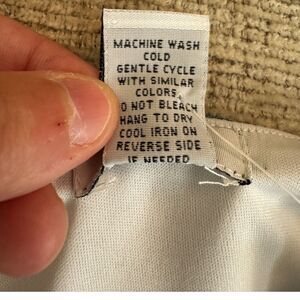 MACHINE WASH
COLD
GENTLE CYCLE
WITH SIMILAR
COLORS,
DO NOT BLEACH
HANG TO DRY
COOL IRON ON
REVERSE SIDE
IF NEEDED